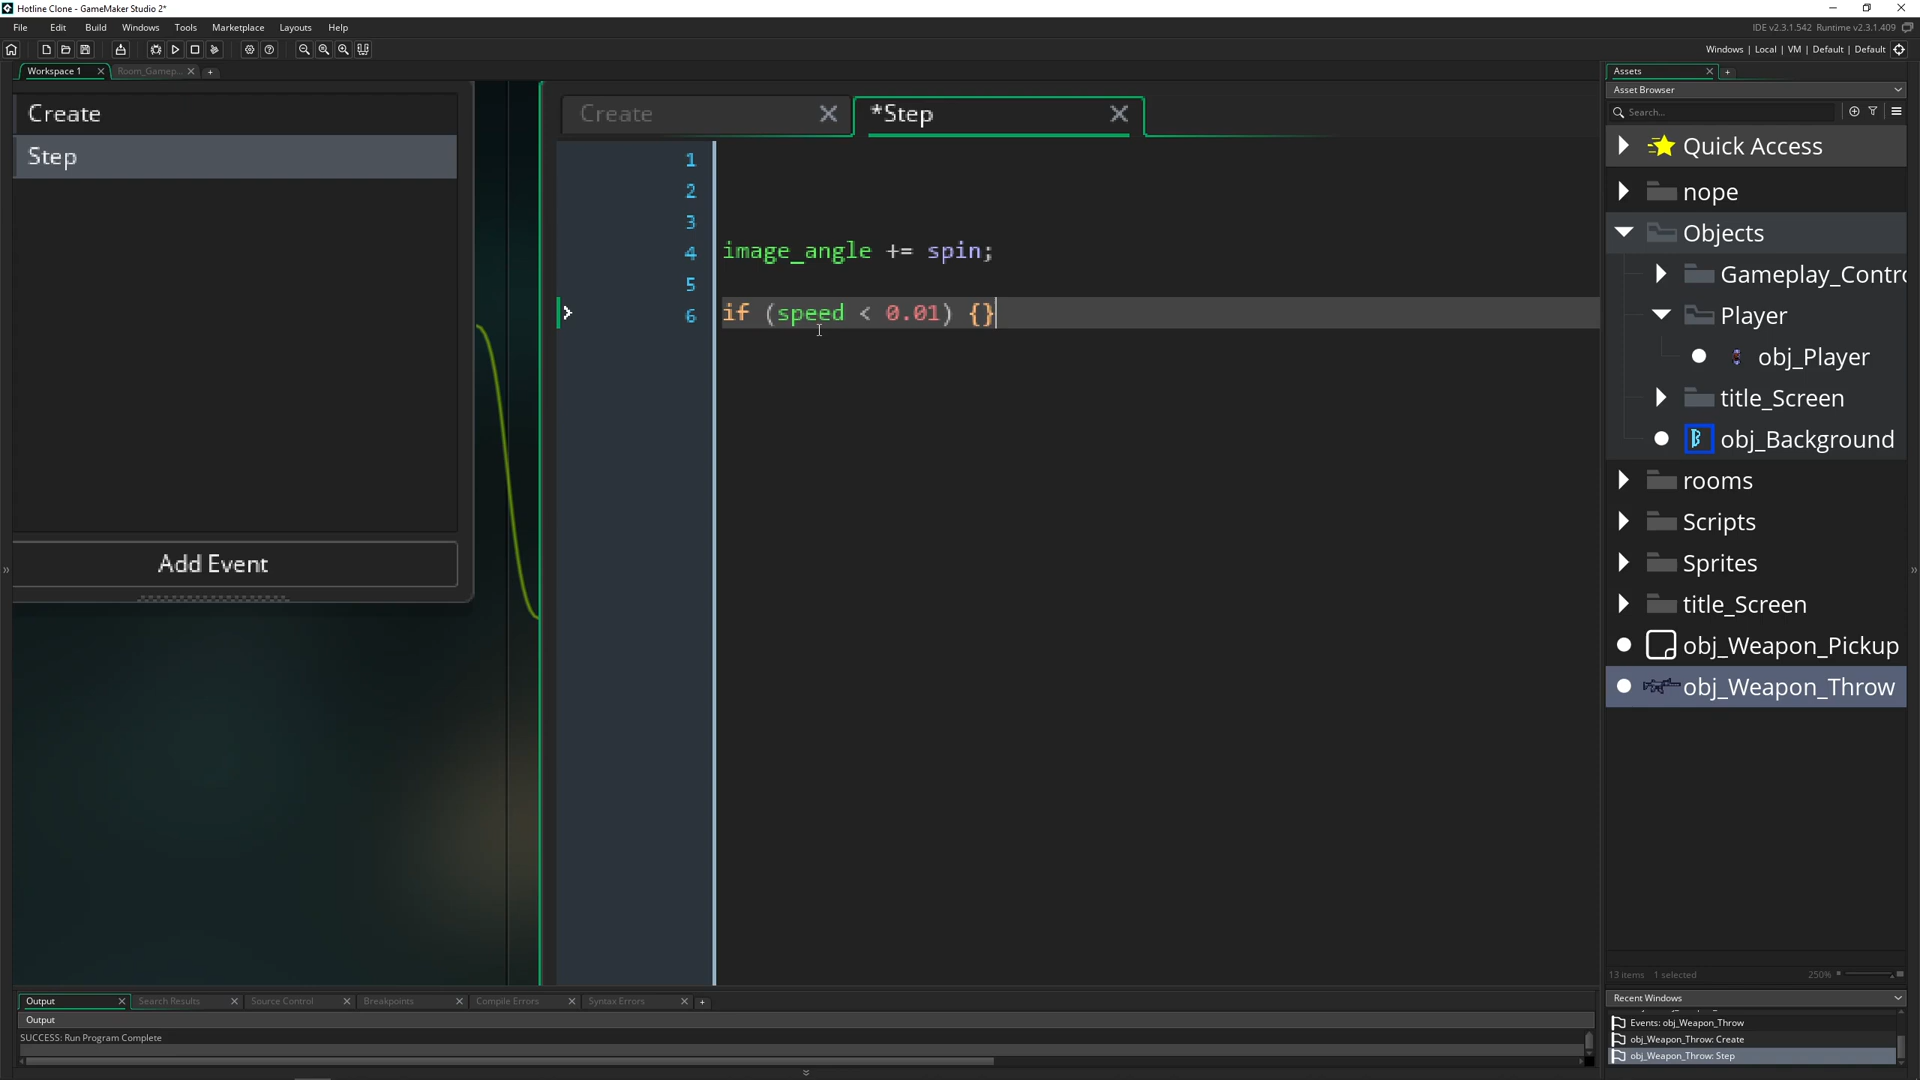 Hotline Clone - GameMaker Studio 2*
File Edit Build Windows Tools Marketplace Layouts Help
IDE v2.3.1.542 Runtime v2.3.1.409
Windows | Local | VM | Default | Default
Workspace 1
Room_Gamep...
Assets
Asset Browser
Search...
Create
Step
Add Event
Create
*Step
1
2
3
4 image_angle += spin;
5
6 if (speed < 0.01) {}
Quick Access
nope
Objects
Gameplay_Contro
Player
obj_Player
title_Screen
obj_Background
rooms
Scripts
Sprites
title_Screen
obj_Weapon_Pickup
obj_Weapon_Throw
13 items 1 selected
250%
Recent Windows
Events: obj_Weapon_Throw
obj_Weapon_Throw: Create
obj_Weapon_Throw: Step
Output
Search Results
Source Control
Breakpoints
Compile Errors
Syntax Errors
Output
SUCCESS: Run Program Complete